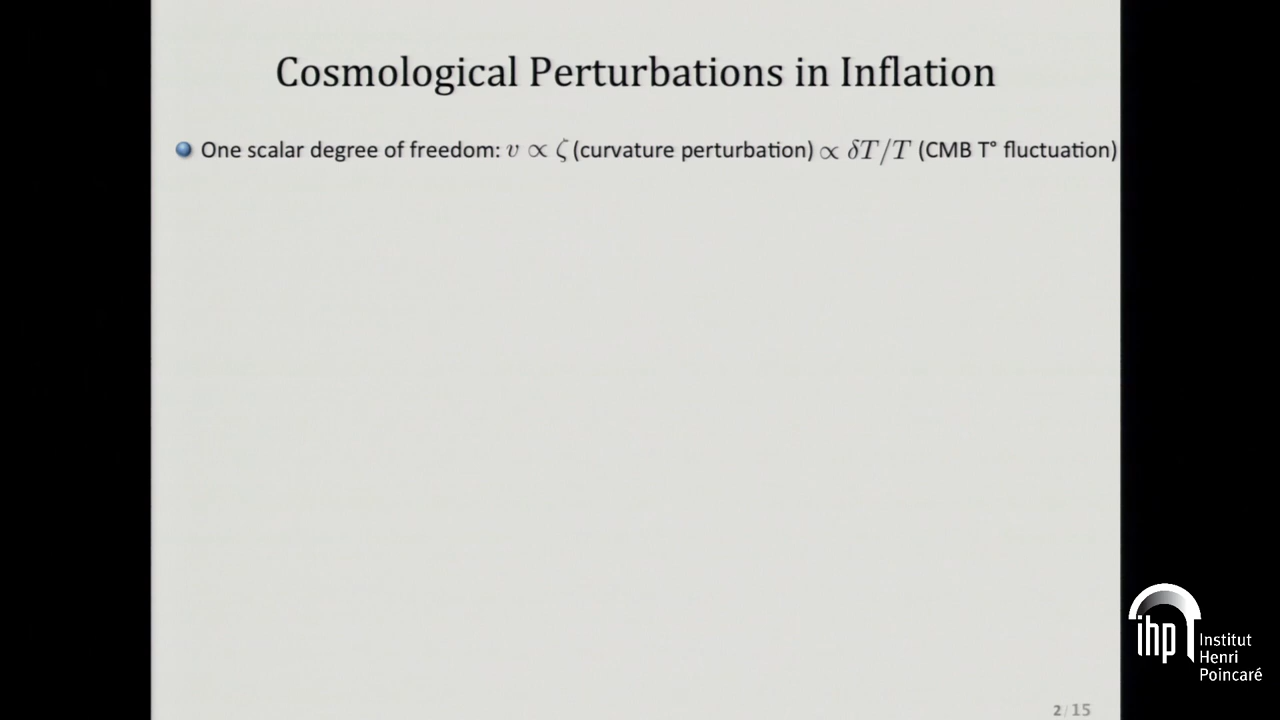 Cosmological Perturbations in Inflation
One scalar degree of freedom: v ∝ ζ (curvature perturbation) ∝ δT/T (CMB T° fluctuation)
ihp Institut
Henri
Poincaré
2/15